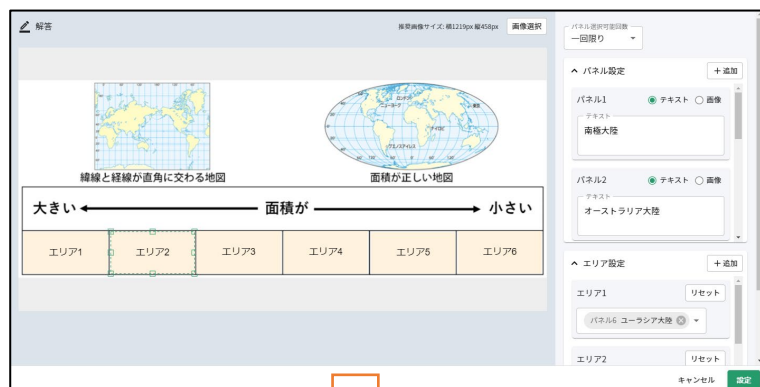 解答
推奨画像サイズ: 横1219px 縦458px
画像選択
緯線と経線が直角に交わる地図
面積が正しい地図
大きい 面積が 小さい
エリア1 エリア2 エリア3 エリア4 エリア5 エリア6
パネル選択可能回数
一回限り
パネル設定
+ 追加
パネル1
テキスト 画像
テキスト
南極大陸
パネル2
テキスト 画像
テキスト
オーストラリア大陸
エリア設定
+ 追加
エリア1
リセット
パネル6 ユーラシア大陸
エリア2
リセット
キャンセル
設定